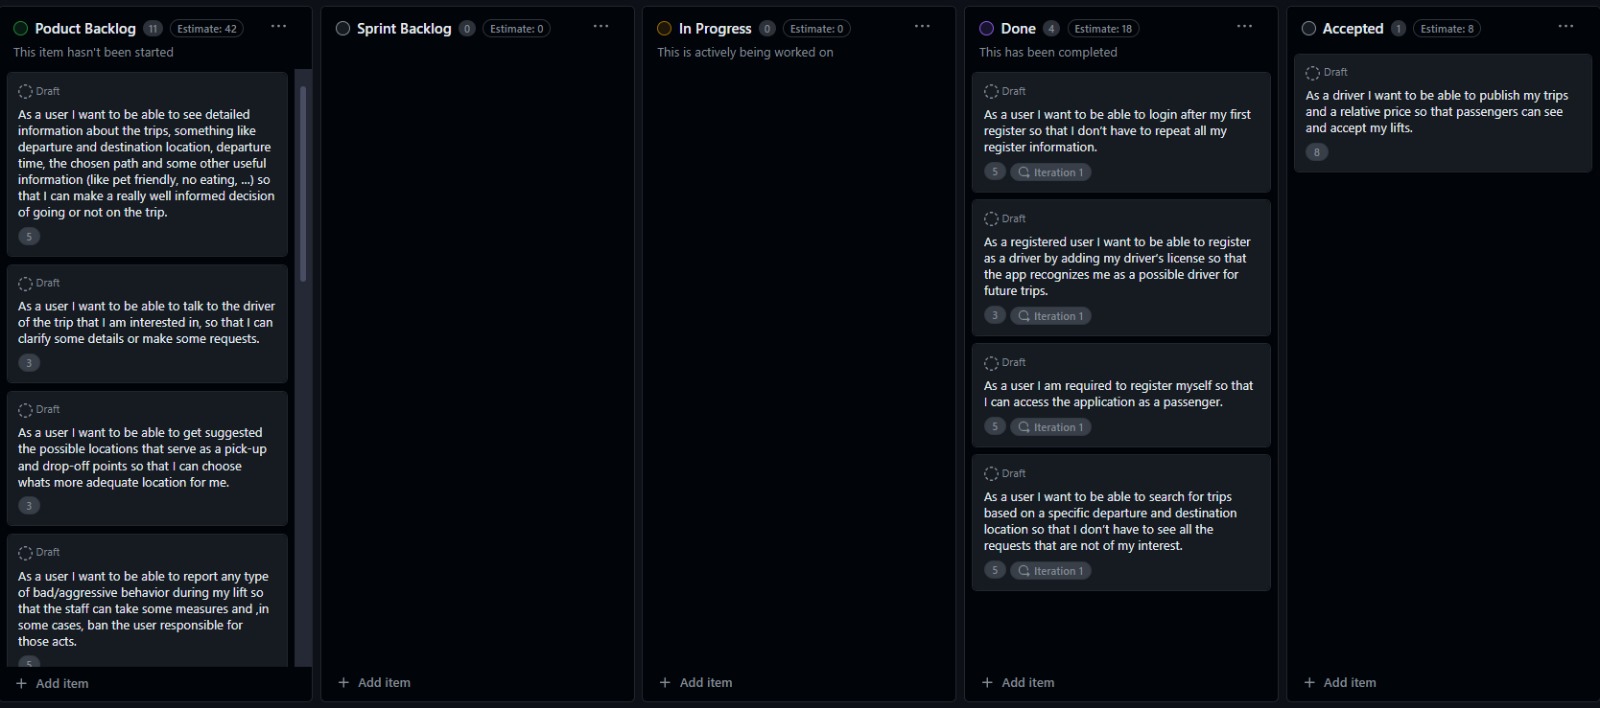 Poduct Backlog 11 Estimate: 42 ...
This item hasn't been started
Draft
As a user I want to be able to see detailed
information about the trips, something like
departure and destination location, departure
time, the chosen path and some other useful
information (like pet friendly, no eating, ...) so
that I can make a really well informed decision
of going or not on the trip.
5
Draft
As a user I want to be able to talk to the driver
of the trip that I am interested in, so that I can
clarify some details or make some requests.
3
Draft
As a user I want to be able to get suggested
the possible locations that serve as a pick-up
and drop-off points so that I can choose
whats more adequate location for me.
3
Draft
As a user I want to be able to report any type
of bad/aggressive behavior during my lift so
that the staff can take some measures and ,in
some cases, ban the user responsible for
those acts.
5
+ Add item
Sprint Backlog 0 Estimate: 0 ...
+ Add item
In Progress 0 Estimate: 0 ...
This is actively being worked on
+ Add item
Done 4 Estimate: 18 ...
This has been completed
Draft
As a user I want to be able to login after my first
register so that I don't have to repeat all my
register information.
5 Iteration 1
Draft
As a registered user I want to be able to register
as a driver by adding my driver's license so that
the app recognizes me as a possible driver for
future trips.
3 Iteration 1
Draft
As a user I am required to register myself so that
I can access the application as a passenger.
5 Iteration 1
Draft
As a user I want to be able to search for trips
based on a specific departure and destination
location so that I don't have to see all the
requests that are not of my interest.
5 Iteration 1
+ Add item
Accepted 1 Estimate: 8 ...
Draft
As a driver I want to be able to publish my trips
and a relative price so that passengers can see
and accept my lifts.
8
+ Add item